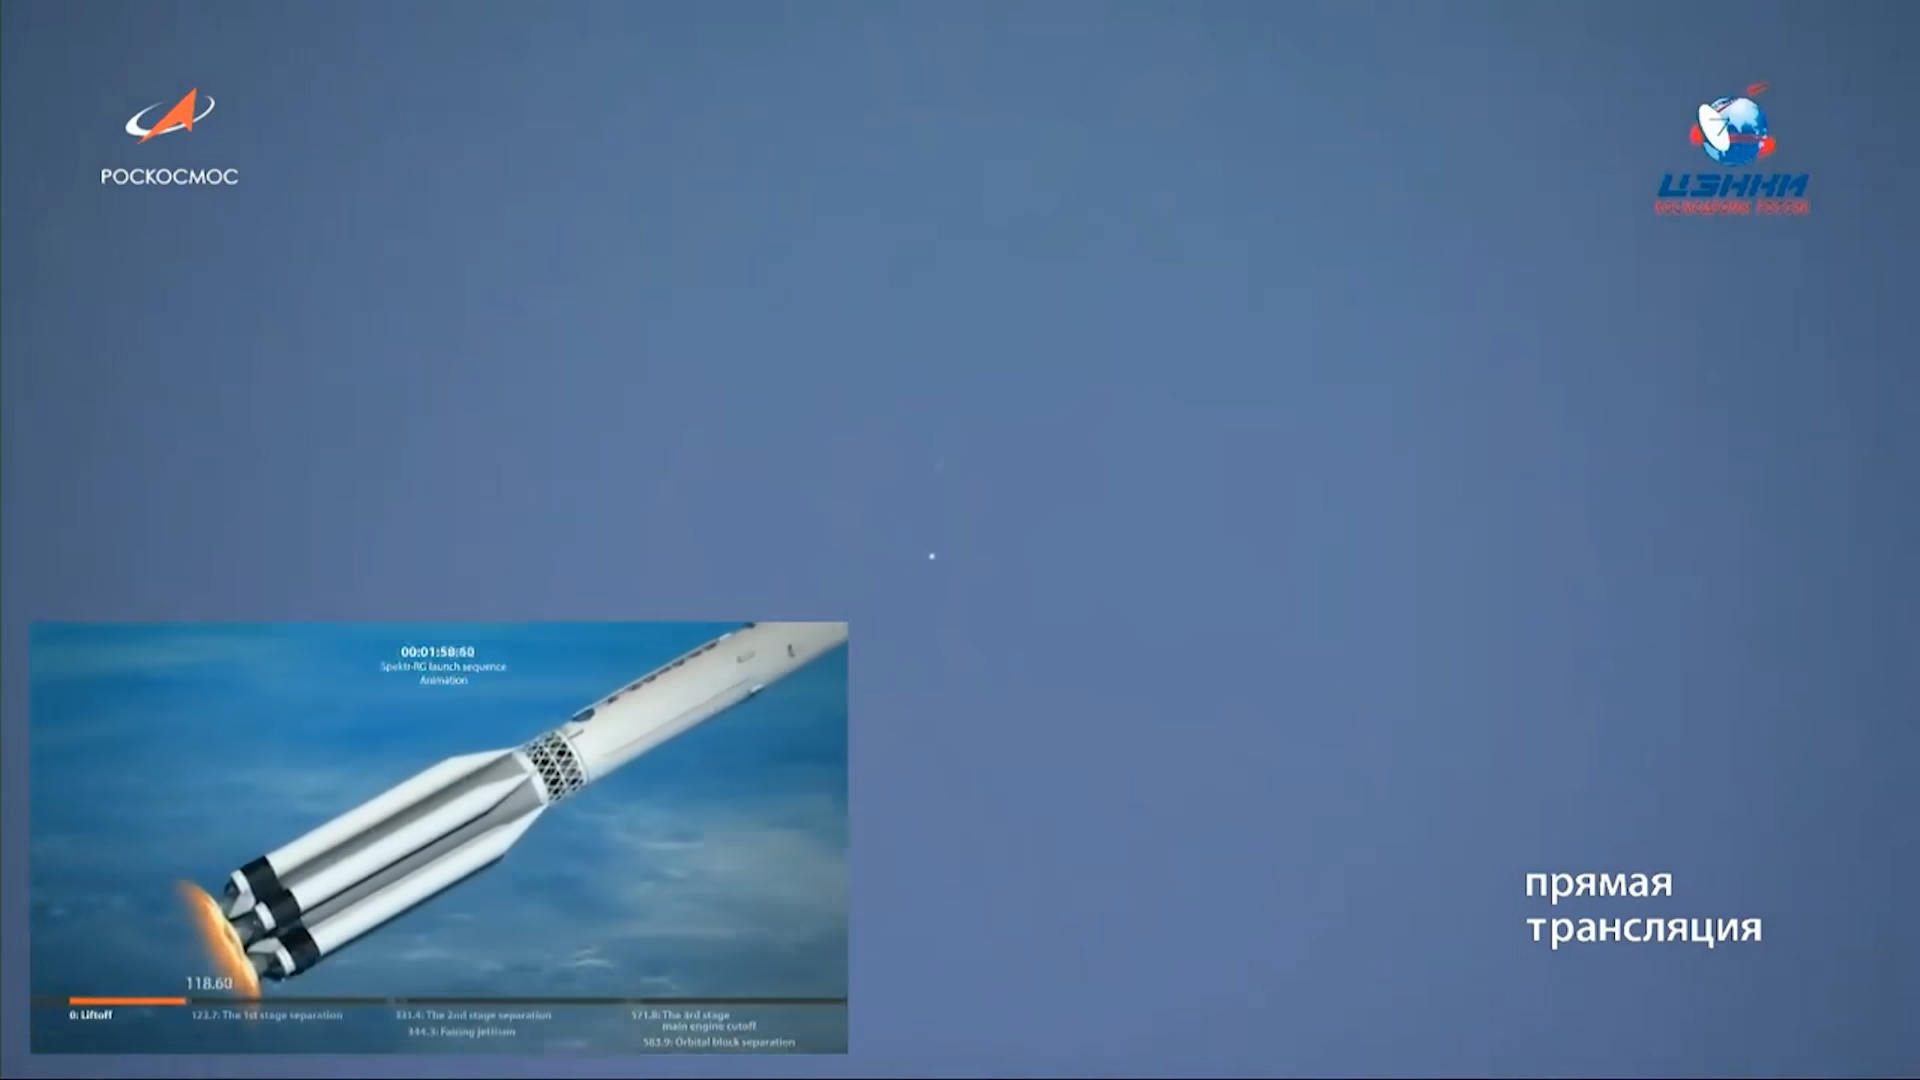 РОСКОСМОС
ЦЭНКИ
КОСМОДРОМЫ РОССИИ
00:01:58:60
Spektr-RG launch sequence
Animation
118.60
0: Liftoff
123.7: The 1st stage separation
331.4: The 2nd stage separation
344.3: Fairing jettison
571.8: The 3rd stage
main engine cutoff
583.9: Orbital block separation
прямая
трансляция